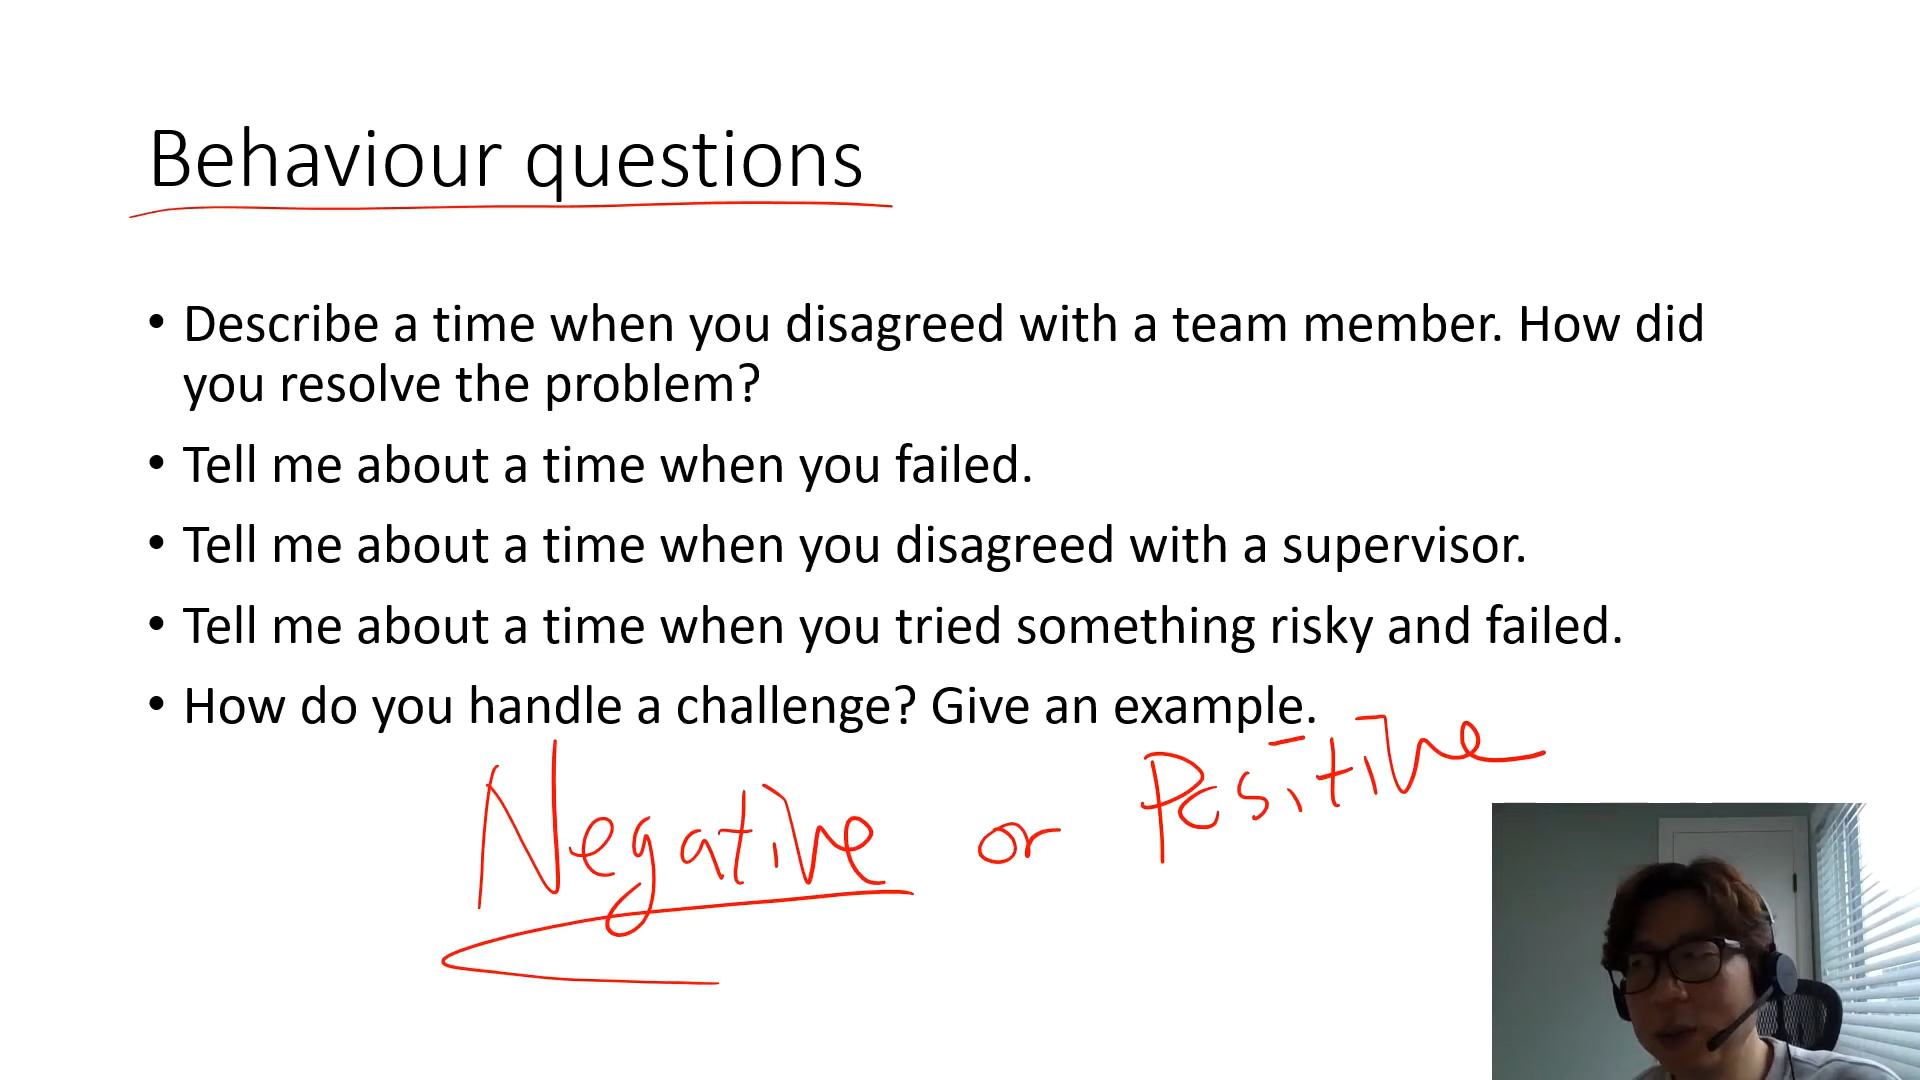 Behaviour questions
• Describe a time when you disagreed with a team member. How did
you resolve the problem?
• Tell me about a time when you failed.
• Tell me about a time when you disagreed with a supervisor.
• Tell me about a time when you tried something risky and failed.
• How do you handle a challenge? Give an example.
Negative or Positive